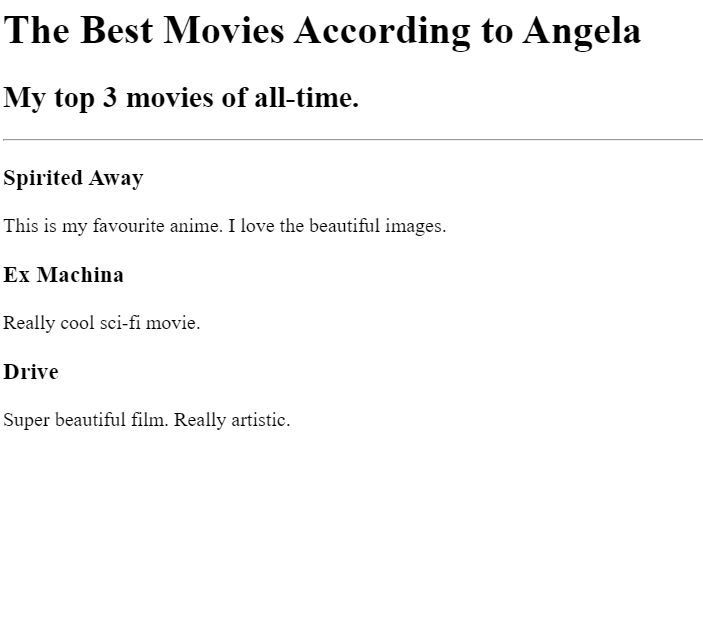 The Best Movies According to Angela
My top 3 movies of all-time.
Spirited Away
This is my favourite anime. I love the beautiful images.
Ex Machina
Really cool sci-fi movie.
Drive
Super beautiful film. Really artistic.